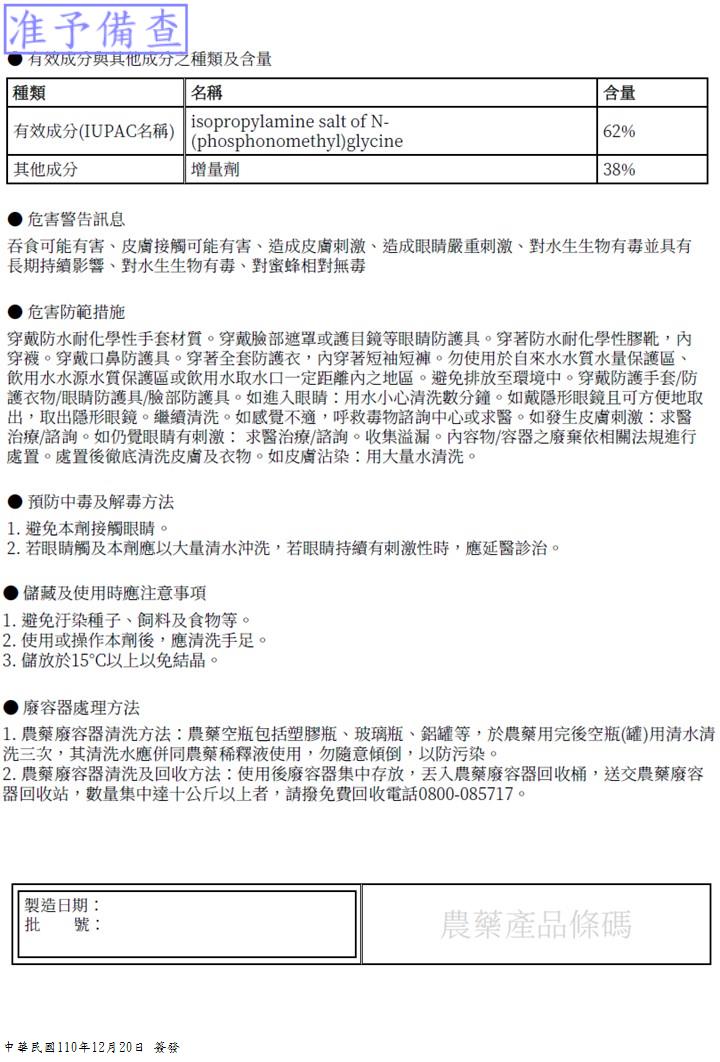 准予備查
● 有效成分與其他成分之種類及含量
種類 名稱 含量
有效成分(IUPAC名稱) isopropylamine salt of N-
(phosphonomethyl)glycine 62%
其他成分 增量劑 38%
● 危害警告訊息
吞食可能有害、皮膚接觸可能有害、造成皮膚刺激、造成眼睛嚴重刺激、對水生生物有毒並具有
長期持續影響、對水生生物有毒、對蜜蜂相對無毒
● 危害防範措施
穿戴防水耐化學性手套材質。穿戴臉部遮罩或護目鏡等眼睛防護具。穿著防水耐化學性膠靴，內
穿襪。穿戴口鼻防護具。穿著全套防護衣，內穿著短袖短褲。勿使用於自來水水質水量保護區、
飲用水水源水質保護區或飲用水取水口一定距離內之地區。避免排放至環境中。穿戴防護手套/防
護衣物/眼睛防護具/臉部防護具。如進入眼睛：用水小心清洗數分鐘。如戴隱形眼鏡且可方便地取
出，取出隱形眼鏡。繼續清洗。如感覺不適，呼救毒物諮詢中心或求醫。如發生皮膚刺激：求醫
治療/諮詢。如仍覺眼睛有刺激： 求醫治療/諮詢。收集溢漏。內容物/容器之廢棄依相關法規進行
處置。處置後徹底清洗皮膚及衣物。如皮膚沾染：用大量水清洗。
● 預防中毒及解毒方法
1. 避免本劑接觸眼睛。
2. 若眼睛觸及本劑應以大量清水沖洗，若眼睛持續有刺激性時，應延醫診治。
● 儲藏及使用時應注意事項
1. 避免汙染種子、飼料及食物等。
2. 使用或操作本劑後，應清洗手足。
3. 儲放於15°C以上以免結晶。
● 廢容器處理方法
1. 農藥廢容器清洗方法：農藥空瓶包括塑膠瓶、玻璃瓶、鋁罐等，於農藥用完後空瓶(罐)用清水清
洗三次，其清洗水應併同農藥稀釋液使用，勿隨意傾倒，以防污染。
2. 農藥廢容器清洗及回收方法：使用後廢容器集中存放，丟入農藥廢容器回收桶，送交農藥廢容
器回收站，數量集中達十公斤以上者，請撥免費回收電話0800-085717。
製造日期：
批 號：
農藥產品條碼
中華民國110年12月20日 簽發